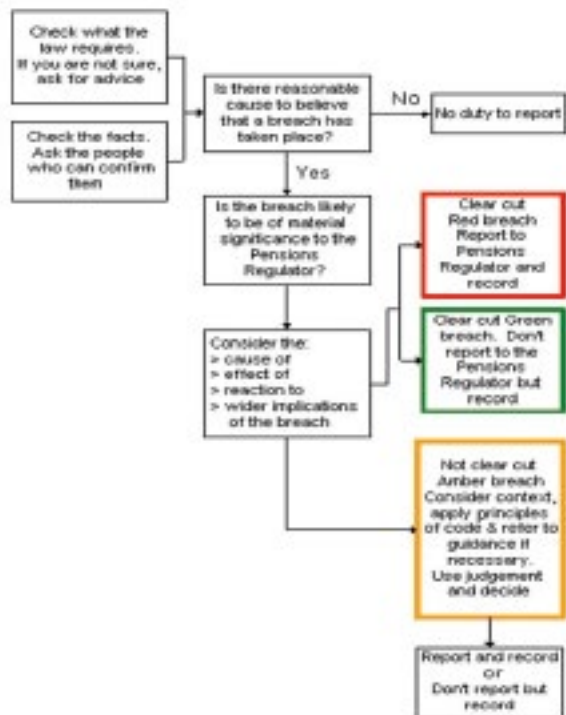 Check what the
law requires.
If you are not sure,
ask for advice
Check the facts.
Ask the people
who can confirm
them
Is there reasonable
cause to believe
that a breach has
taken place?
No
No duty to report
Yes
Is the breach likely
to be of material
significance to the
Pensions
Regulator?
Clear cut
Red breach
Report to
Pensions
Regulator and
record
Clear cut Green
breach. Don't
report to the
Pensions
Regulator but
record
Consider the:
> cause of
> effect of
> reaction to
> wider implications
of the breach
Not clear cut
Amber breach
Consider context,
apply principles
of code & refer to
guidance if
necessary.
Use judgement
and decide
Report and record
or
Don't report but
record